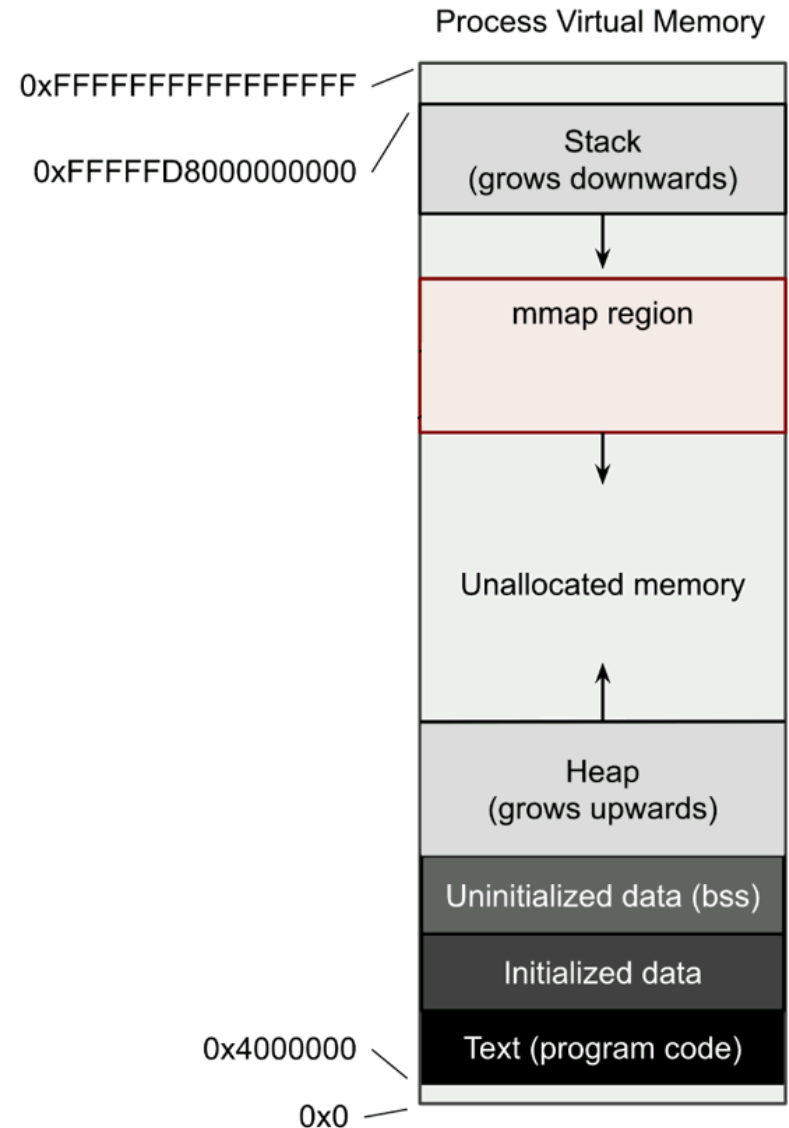 Process Virtual Memory
0xFFFFFFFFFFFFFFFF
0xFFFFFD8000000000
Stack
(grows downwards)
mmap region
Unallocated memory
Heap
(grows upwards)
Uninitialized data (bss)
Initialized data
0x4000000
Text (program code)
0x0